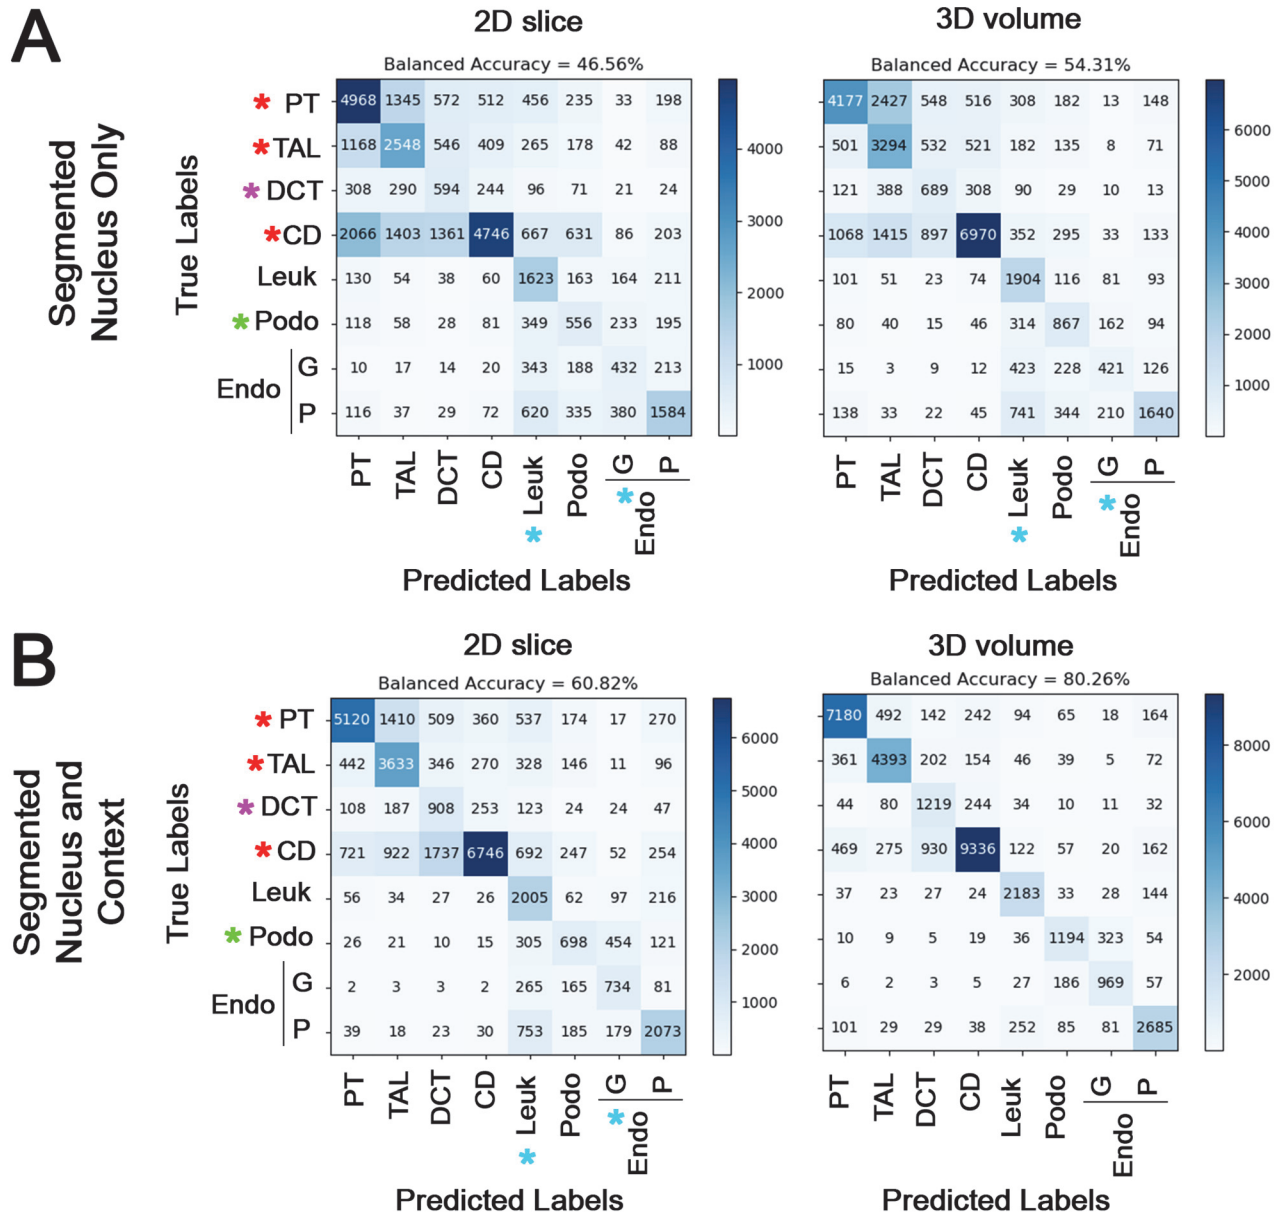 A
2D slice
3D volume
Balanced Accuracy = 46.56%
Balanced Accuracy = 54.31%
Segmented
Nucleus Only
True Labels
* PT 4968 1345 572 512 456 235 33 198
* TAL 1168 2548 546 409 265 178 42 88
* DCT 308 290 594 244 96 71 21 24
* CD 2066 1403 1361 4746 667 631 86 203
Leuk 130 54 38 60 1623 163 164 211
* Podo 118 58 28 81 349 556 233 195
Endo
G 10 17 14 20 343 188 432 213
P 116 37 29 72 620 335 380 1584
4000
3000
2000
1000
PT TAL DCT CD Leuk Podo G P
* *
Endo
Predicted Labels
4177 2427 548 516 308 182 13 148
501 3294 532 521 182 135 8 71
121 388 689 308 90 29 10 13
1068 1415 897 6970 352 295 33 133
101 51 23 74 1904 116 81 93
80 40 15 46 314 867 162 94
15 3 9 12 423 228 421 126
138 33 22 45 741 344 210 1640
6000
5000
4000
3000
2000
1000
PT TAL DCT CD Leuk Podo G P
* *
Endo
Predicted Labels
B
2D slice
3D volume
Balanced Accuracy = 60.82%
Balanced Accuracy = 80.26%
Segmented
Nucleus and
Context
True Labels
* PT 5120 1410 509 360 537 174 17 270
* TAL 442 3633 346 270 328 146 11 96
* DCT 108 187 908 253 123 24 24 47
* CD 721 922 1737 6746 692 247 52 254
Leuk 56 34 27 26 2005 62 97 216
* Podo 26 21 10 15 305 698 454 121
Endo
G 2 3 3 2 265 165 734 81
P 39 18 23 30 753 185 179 2073
6000
5000
4000
3000
2000
1000
PT TAL DCT CD Leuk Podo G P
* *
Endo
Predicted Labels
7180 492 142 242 94 65 18 164
361 4393 202 154 46 39 5 72
44 80 1219 244 34 10 11 32
469 275 930 9336 122 57 20 162
37 23 27 24 2183 33 28 144
10 9 5 19 36 1194 323 54
6 2 3 5 27 186 969 57
101 29 29 38 252 85 81 2685
8000
6000
4000
2000
PT TAL DCT CD Leuk Podo G P
Endo
Predicted Labels